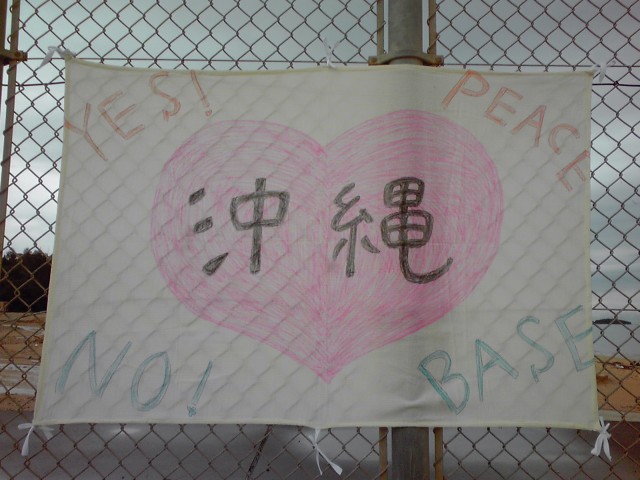 YES! PEACE
沖縄
NO! BASE